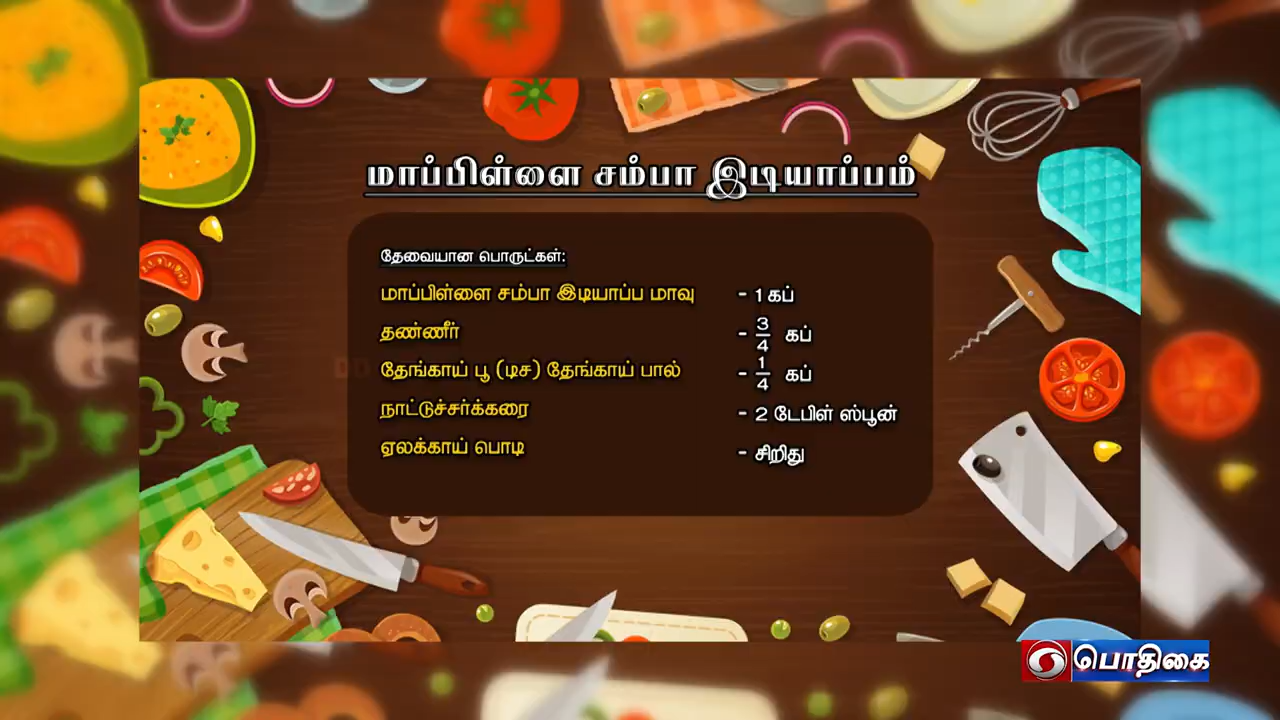 மாப்பிள்ளை சம்பா இடியாப்பம்
தேவையான பொருட்கள்:
மாப்பிள்ளை சம்பா இடியாப்ப மாவு - 1 கப்
தண்ணீர் - 3/4 கப்
தேங்காய் பூ (டிச) தேங்காய் பால் - 1/4 கப்
நாட்டுச்சர்க்கரை - 2 டேபிள் ஸ்பூன்
ஏலக்காய் பொடி - சிறிது
பொதிகை